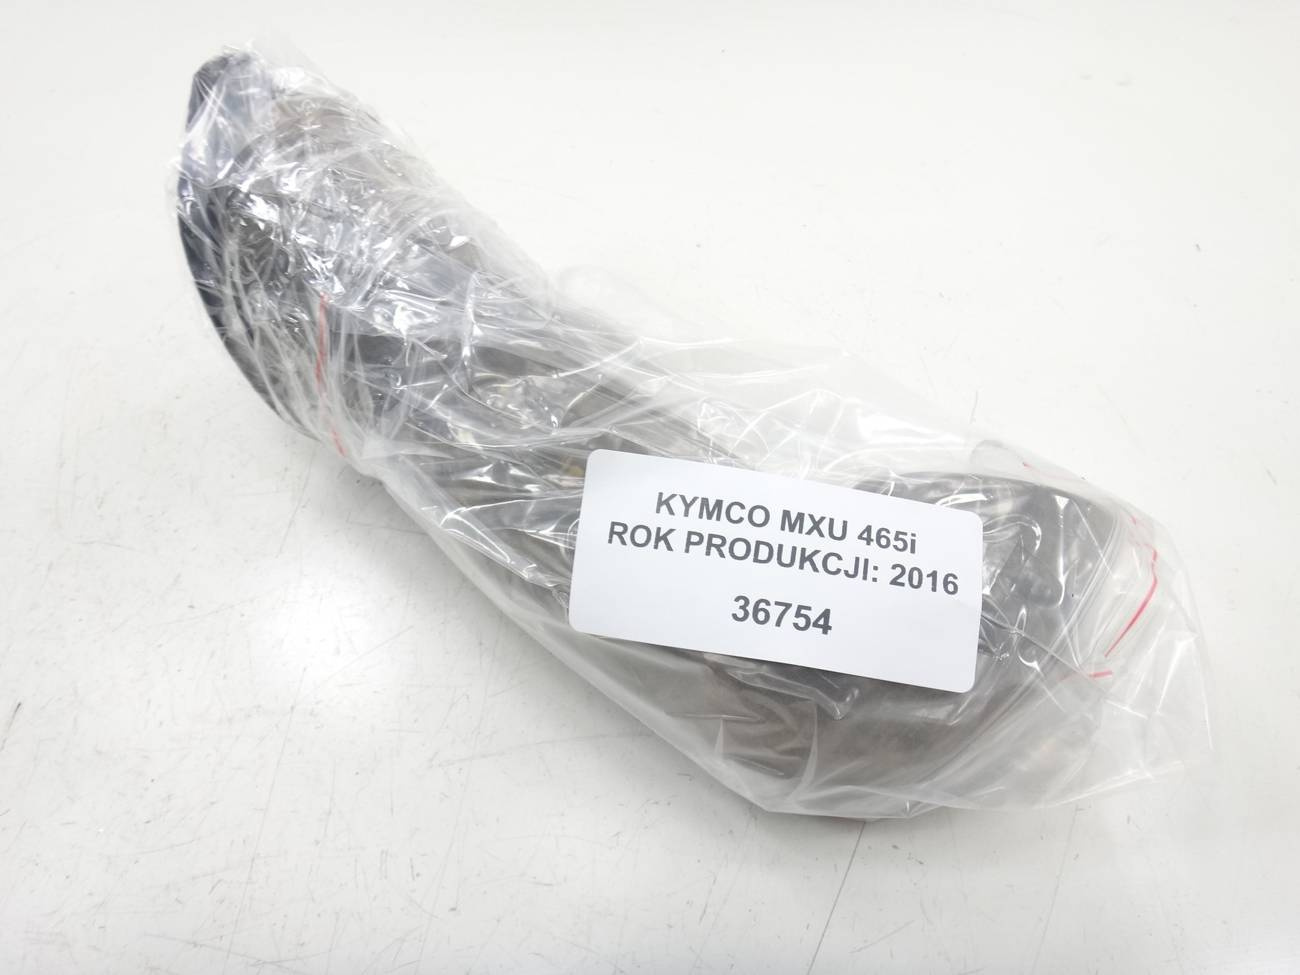 KYMCO MXU 465i
ROK PRODUKCJI: 2016
36754